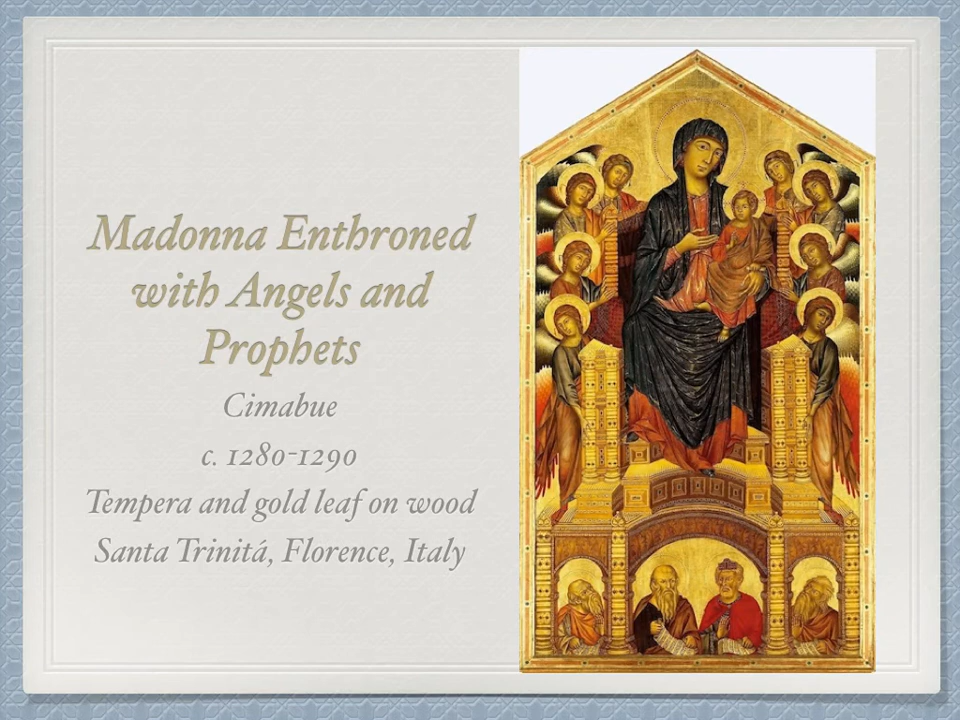 Madonna Enthroned
with Angels and
Prophets
Cimabue
c. 1280-1290
Tempera and gold leaf on wood
Santa Trinitá, Florence, Italy